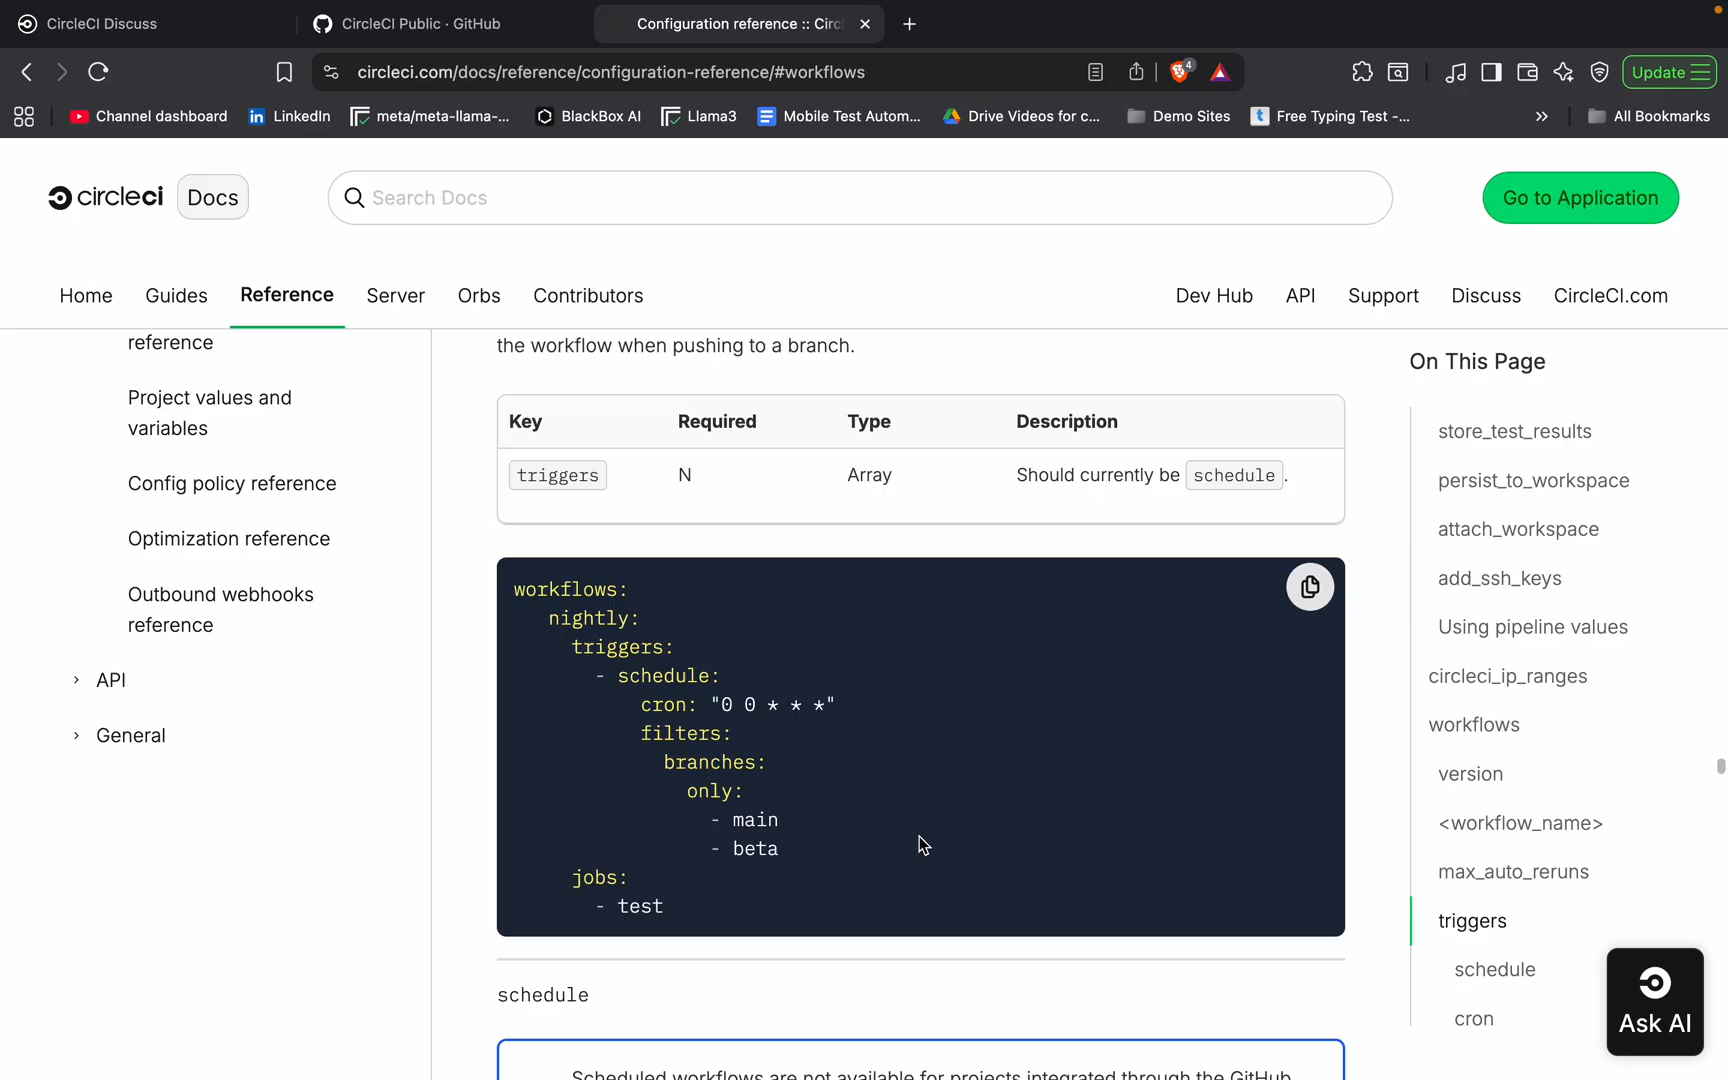 CircleCI Discuss
CircleCI Public · GitHub
Configuration reference :: Circ
circleci.com/docs/reference/configuration-reference/#workflows
4
Update
Channel dashboard
LinkedIn
meta/meta-llama-...
BlackBox AI
Llama3
Mobile Test Autom...
Drive Videos for c...
Demo Sites
Free Typing Test -...
»
All Bookmarks
circleci
Docs
Search Docs
Go to Application
Home
Guides
Reference
Server
Orbs
Contributors
Dev Hub
API
Support
Discuss
CircleCI.com
reference
Project values and
variables
Config policy reference
Optimization reference
Outbound webhooks
reference
API
General
the workflow when pushing to a branch.
Key Required Type Description
triggers N Array Should currently be schedule.
workflows:
nightly:
triggers:
- schedule:
cron: "0 0 * * *"
filters:
branches:
only:
- main
- beta
jobs:
- test
schedule
Scheduled workflows are not available for projects integrated through the GitHub
On This Page
store_test_results
persist_to_workspace
attach_workspace
add_ssh_keys
Using pipeline values
circleci_ip_ranges
workflows
version
<workflow_name>
max_auto_reruns
triggers
schedule
cron
Ask AI